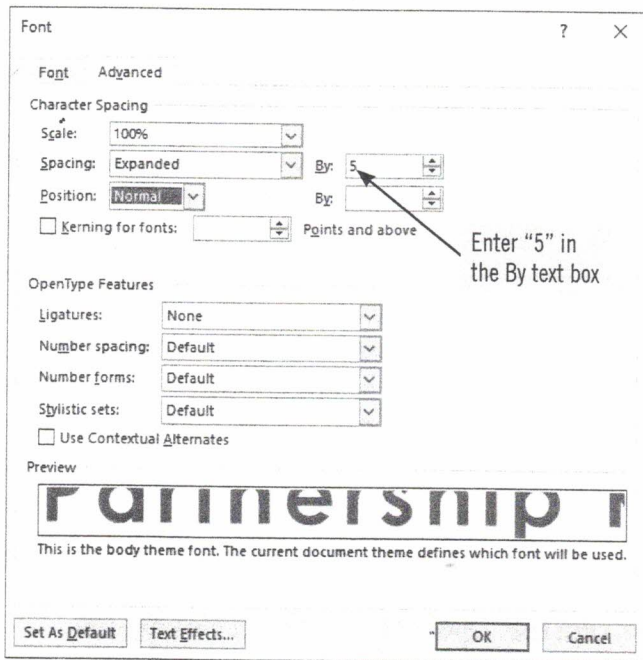 Font ? ×
Font Advanced
Character Spacing
Scale: 100%
Spacing: Expanded By: 5
Position: Normal By:
Kerning for fonts: Points and above
Enter “5” in
the By text box
OpenType Features
Ligatures: None
Number spacing: Default
Number forms: Default
Stylistic sets: Default
Use Contextual Alternates
Preview
Partnership
This is the body theme font. The current document theme defines which font will be used.
Set As Default Text Effects... OK Cancel